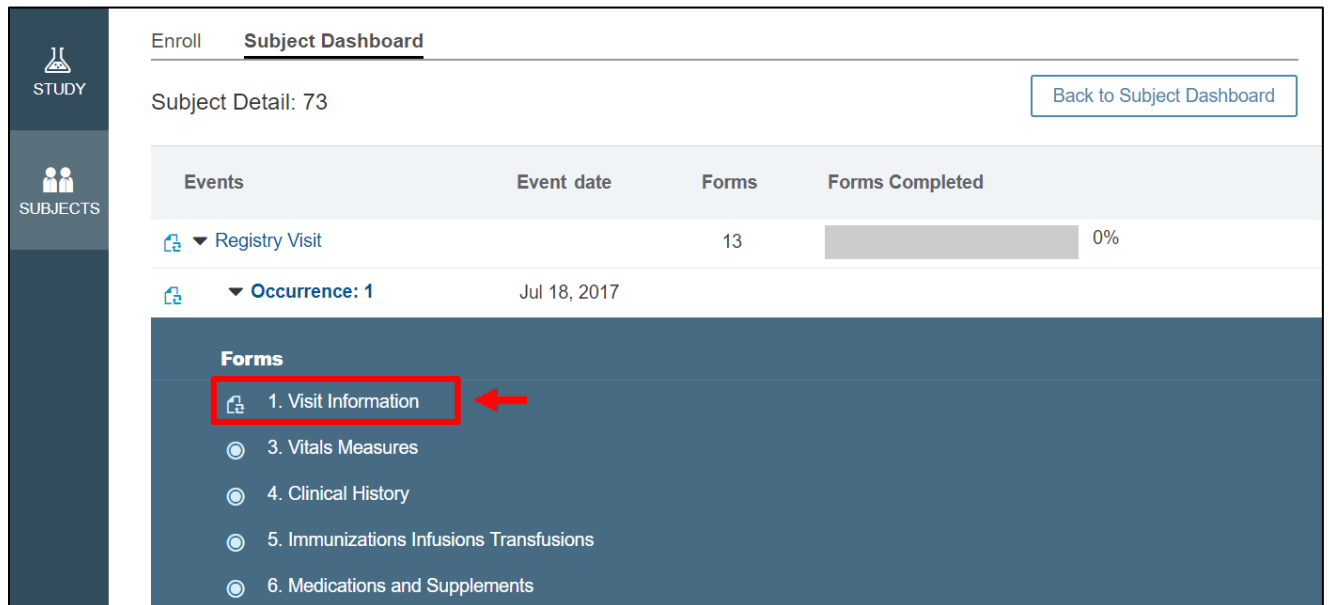 Enroll Subject Dashboard
STUDY
Subject Detail: 73 Back to Subject Dashboard
SUBJECTS
Events Event date Forms Forms Completed
Registry Visit 13 0%
Occurrence: 1 Jul 18, 2017
Forms
1. Visit Information
3. Vitals Measures
4. Clinical History
5. Immunizations Infusions Transfusions
6. Medications and Supplements